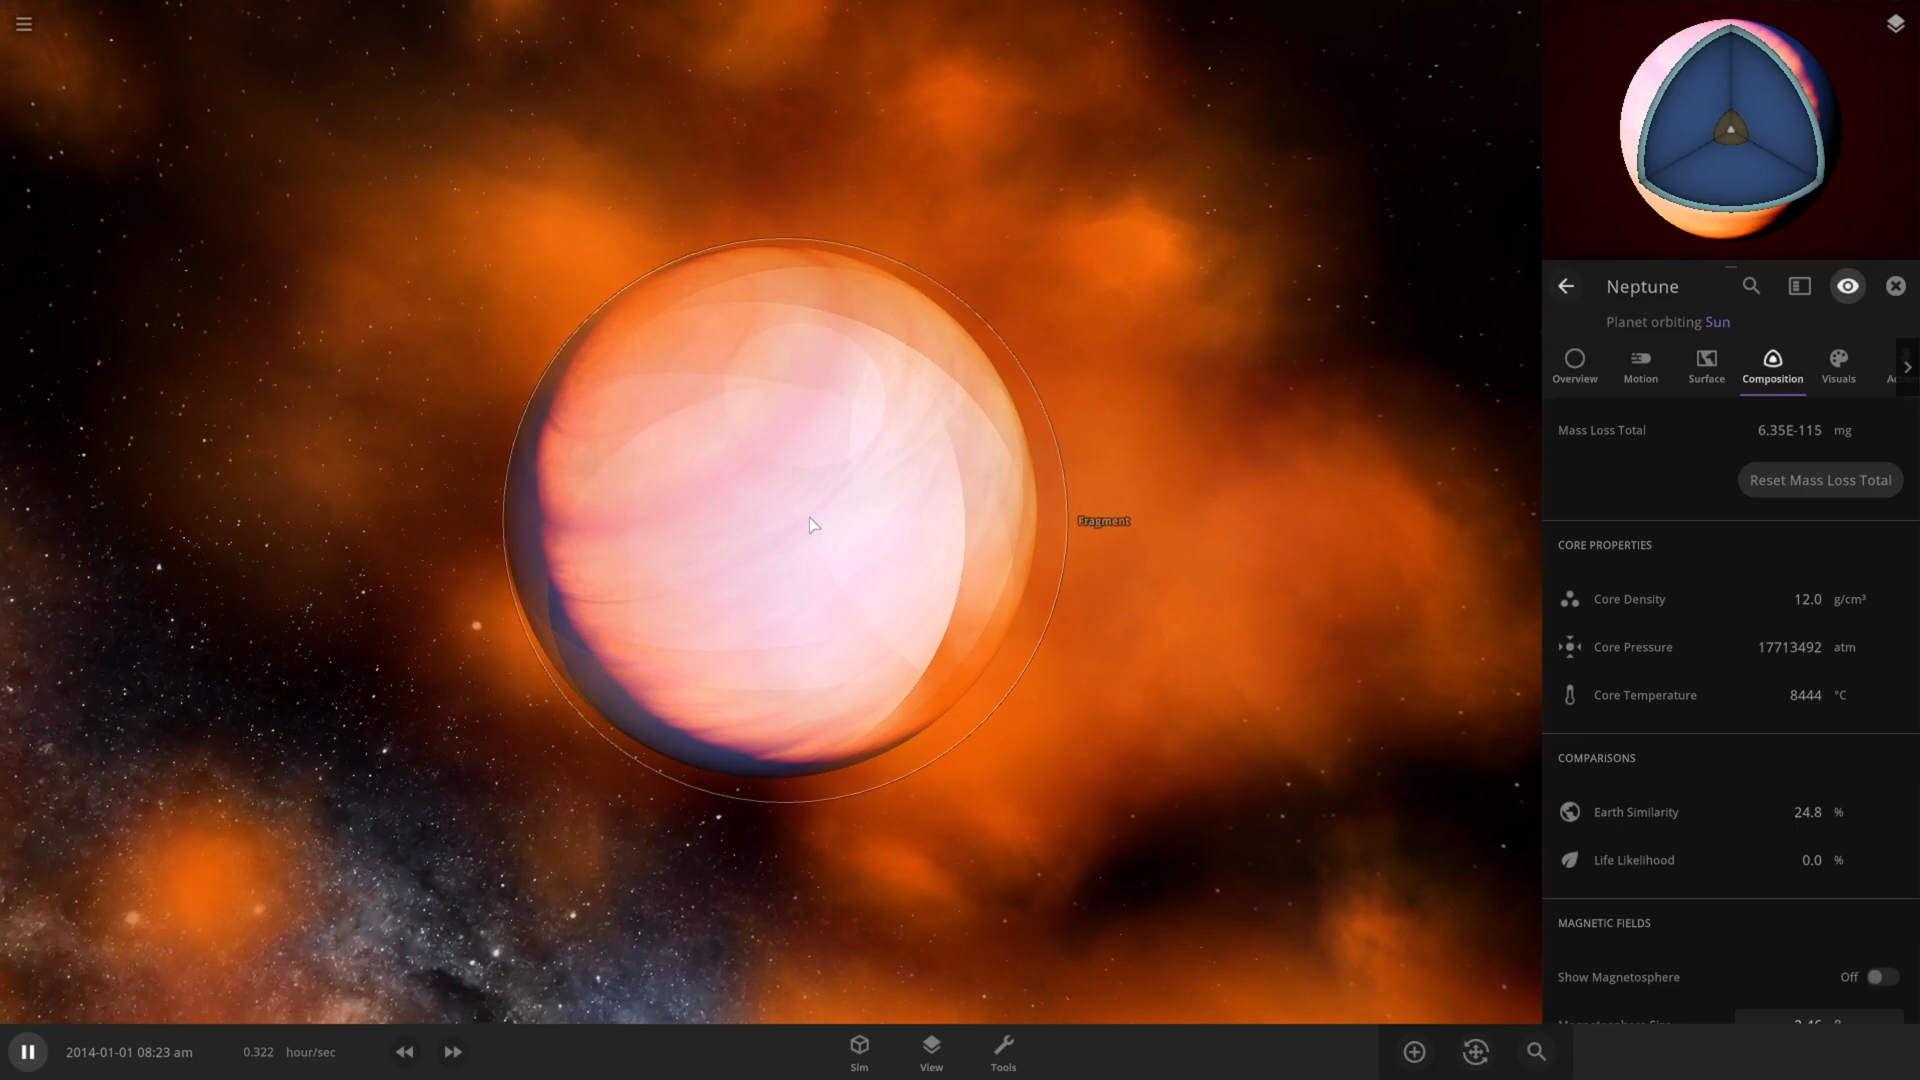 Neptune
Planet orbiting Sun
Overview Motion Surface Composition Visuals
Mass Loss Total 6.35E-115 mg
Reset Mass Loss Total
CORE PROPERTIES
Core Density 12.0 g/cm³
Core Pressure 17713492 atm
Core Temperature 8444 °C
COMPARISONS
Earth Similarity 24.8 %
Life Likelihood 0.0 %
MAGNETIC FIELDS
Show Magnetosphere Off
Fragment
2014-01-01 08:23 am 0.322 hour/sec
Sim View Tools